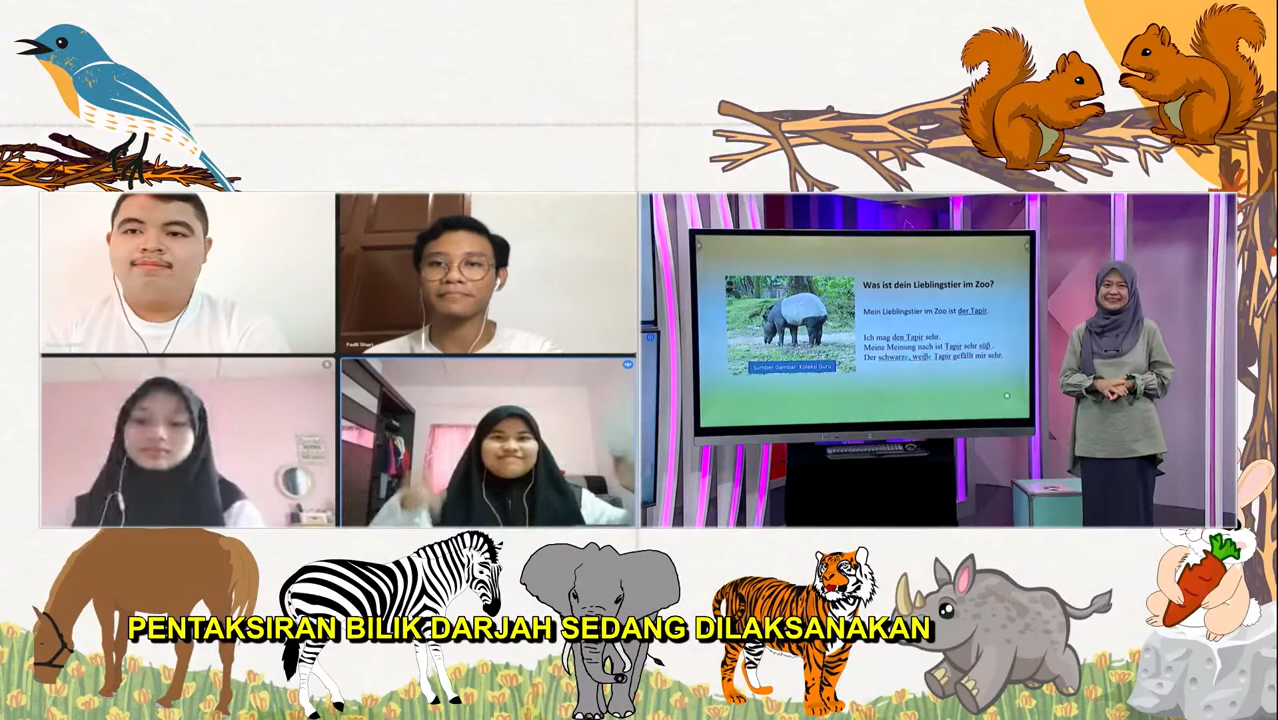 Fadli Shari
Was ist dein Lieblingstier im Zoo?
Mein Lieblingstier im Zoo ist der Tapir.
Ich mag den Tapir sehr.
Meine Meinung nach ist Tapir sehr süß.
Der schwarze, weiße Tapir gefällt mir sehr.
Sumber Gambar: Koleksi Guru
PENTAKSIRAN BILIK DARJAH SEDANG DILAKSANAKAN